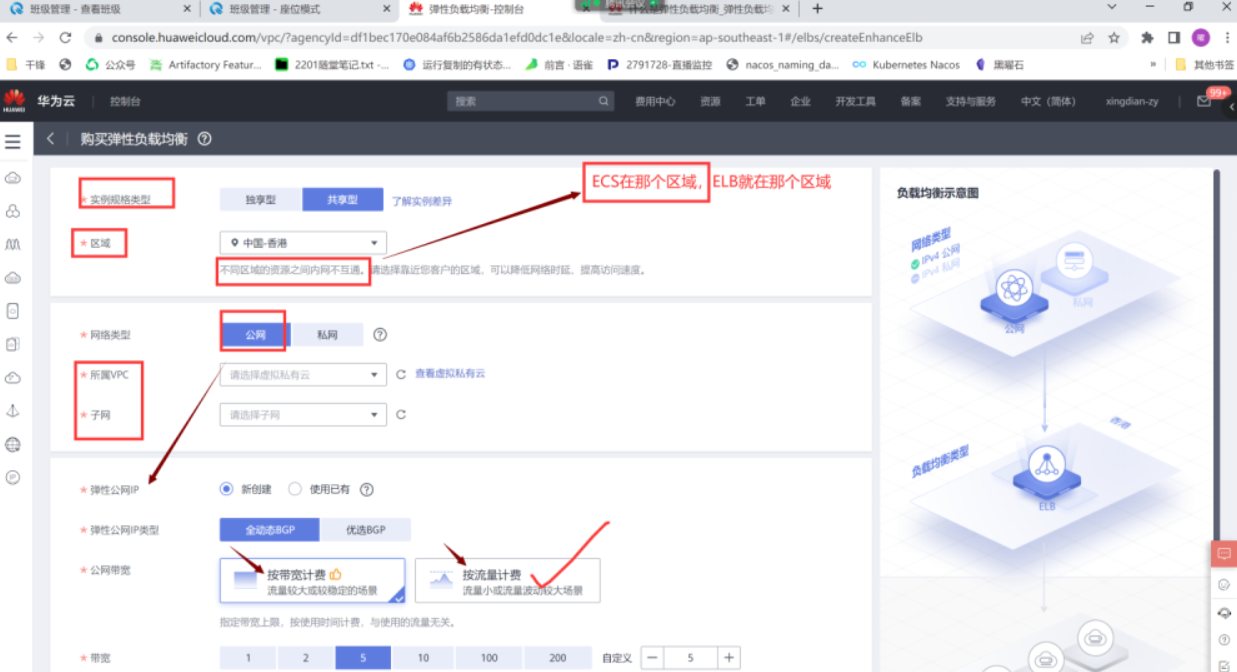 班级管理 - 查看班级
班级管理 - 座位模式
弹性负载均衡-控制台
什么是弹性负载均衡_弹性负载均
console.huaweicloud.com/vpc/?agencyId=df1bec170e084af6b2586da1efd0dc1e&locale=zh-cn&region=ap-southeast-1#/elbs/createEnhanceElb
千锋
公众号
Artifactory Featur...
2201随堂笔记.txt -...
运行复制的有状态...
前言 · 语雀
2791728-直播监控
nacos_naming_da...
Kubernetes Nacos
黑曜石
»
其他书签
HUAWEI
华为云
控制台
搜索
费用中心
资源
工单
企业
开发工具
备案
支持与服务
中文（简体）
xingdian-zy
99+
购买弹性负载均衡
* 实例规格类型
独享型
共享型
了解实例差异
ECS在那个区域，ELB就在那个区域
* 区域
中国-香港
不同区域的资源之间内网不互通。请选择靠近您客户的区域，可以降低网络时延、提高访问速度。
* 网络类型
公网
私网
* 所属VPC
请选择虚拟私有云
查看虚拟私有云
* 子网
请选择子网
* 弹性公网IP
新创建
使用已有
* 弹性公网IP类型
全动态BGP
优选BGP
* 公网带宽
按带宽计费
流量较大或较稳定的场景
按流量计费
流量小或流量波动较大场景
指定带宽上限，按使用时间计费，与使用的流量无关。
* 带宽
1
2
5
10
100
200
自定义
5
负载均衡示意图
网络类型
IPv4 公网
IPv4 私网
私网
公网
香港
负载均衡类型
ELB